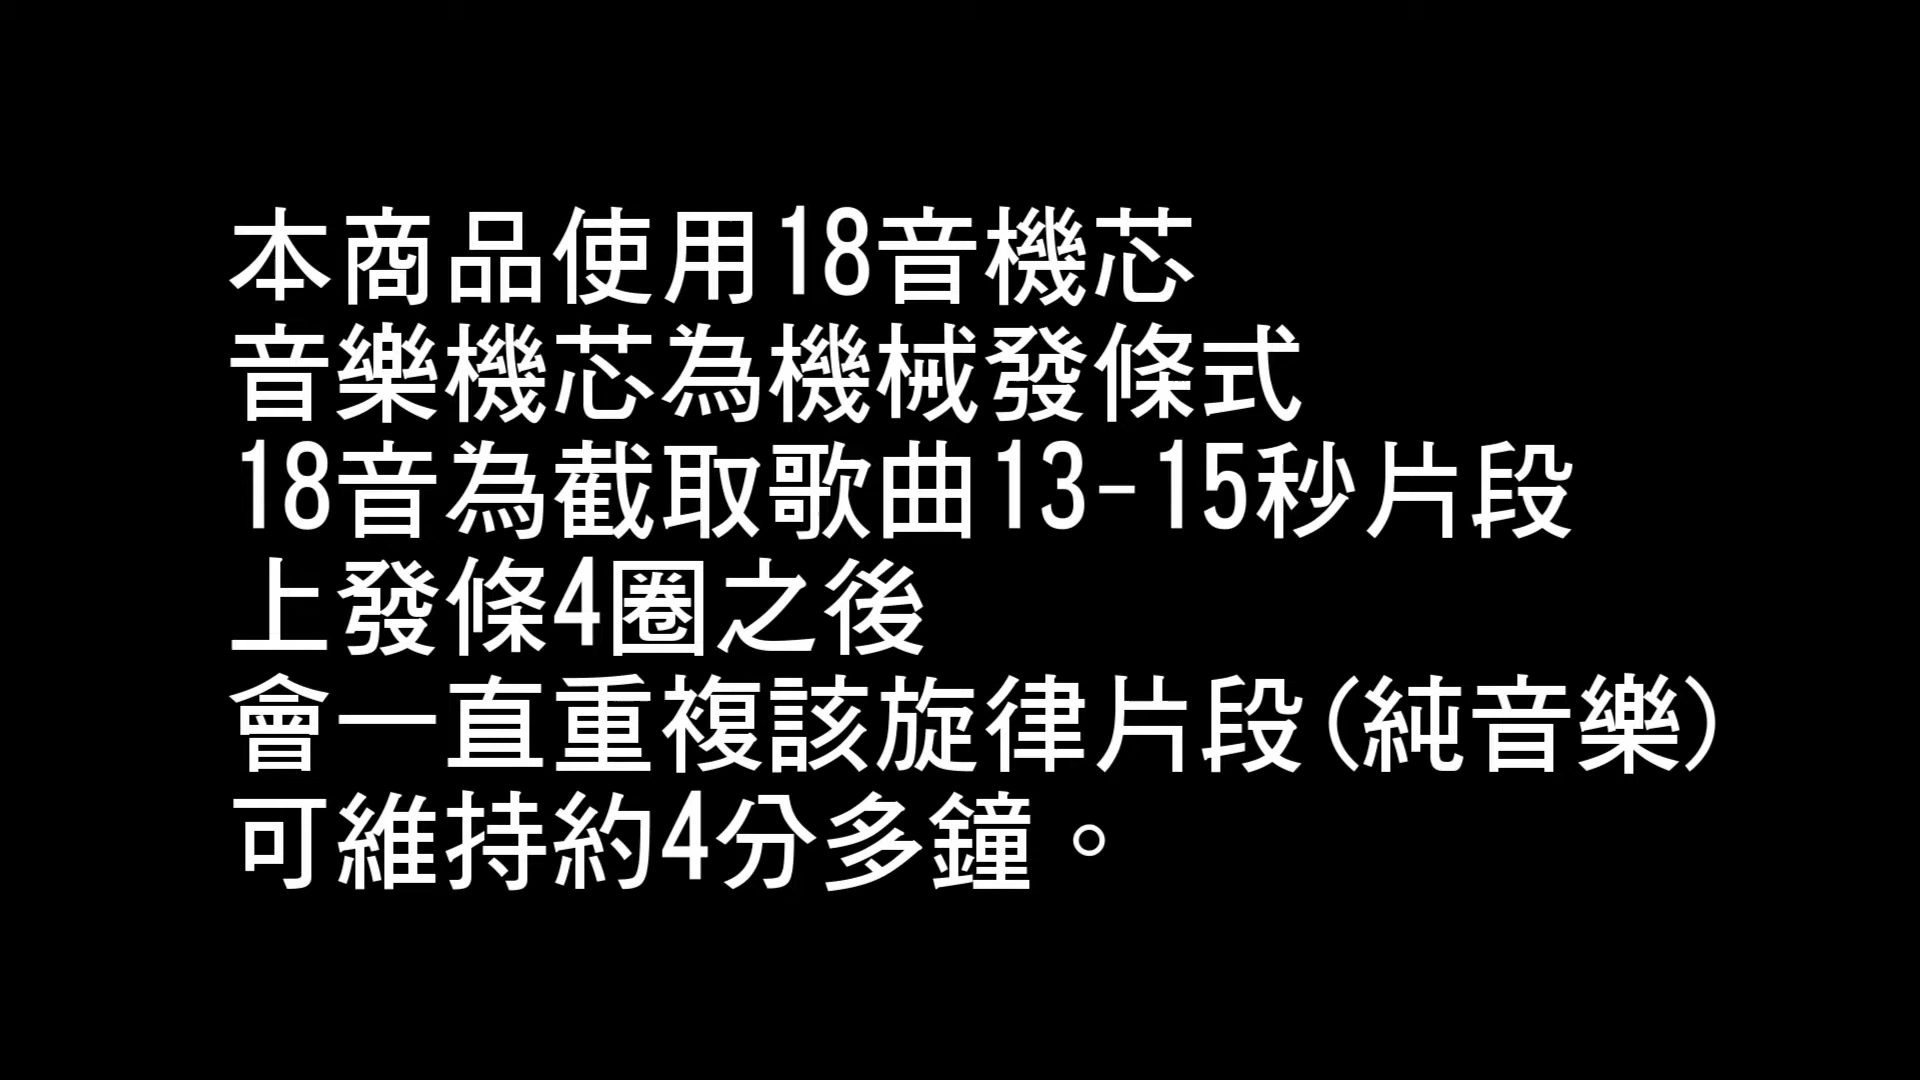 本商品使用18音機芯
音樂機芯為機械發條式
18音為截取歌曲13-15秒片段
上發條4圈之後
會一直重複該旋律片段(純音樂)
可維持約4分多鐘。